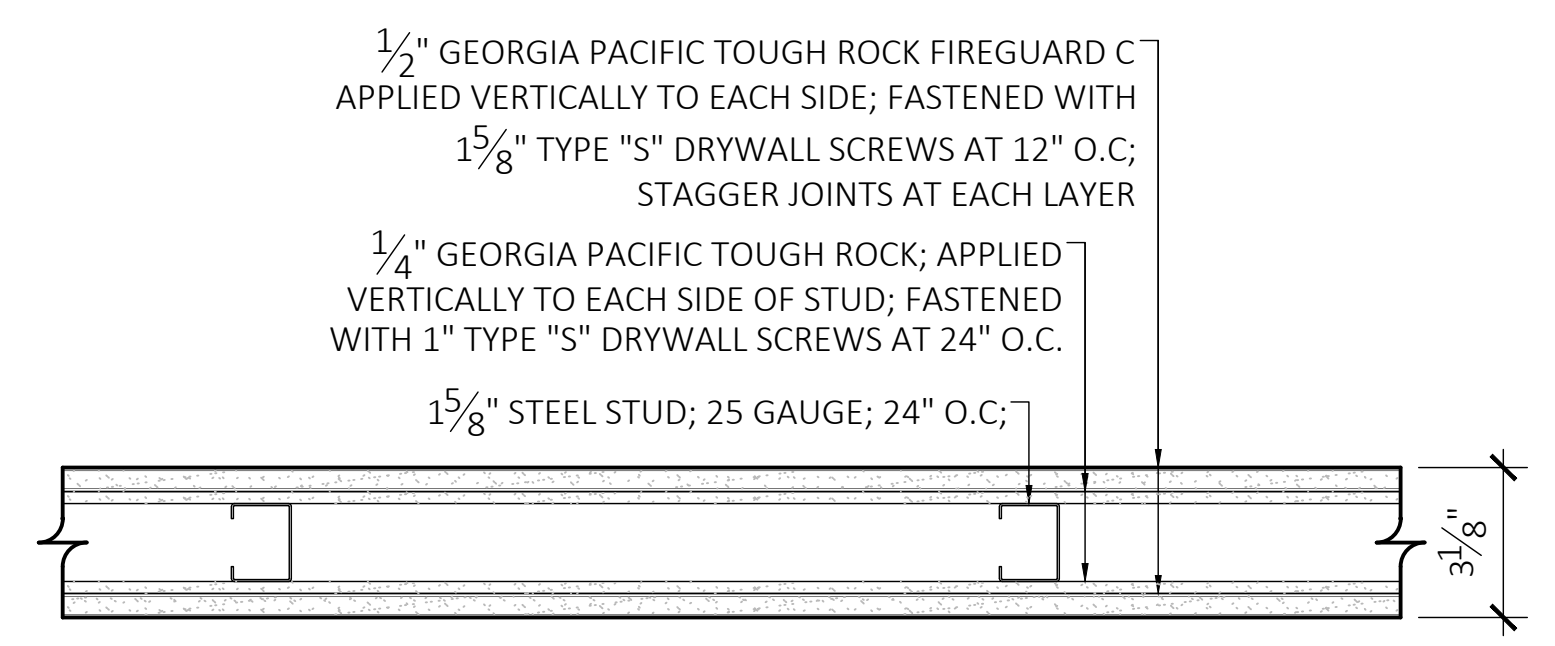 1/2" GEORGIA PACIFIC TOUGH ROCK FIREGUARD C
APPLIED VERTICALLY TO EACH SIDE; FASTENED WITH
1 5/8" TYPE "S" DRYWALL SCREWS AT 12" O.C;
STAGGER JOINTS AT EACH LAYER
1/4" GEORGIA PACIFIC TOUGH ROCK; APPLIED
VERTICALLY TO EACH SIDE OF STUD; FASTENED
WITH 1" TYPE "S" DRYWALL SCREWS AT 24" O.C.
1 5/8" STEEL STUD; 25 GAUGE; 24" O.C;
3 1/8"